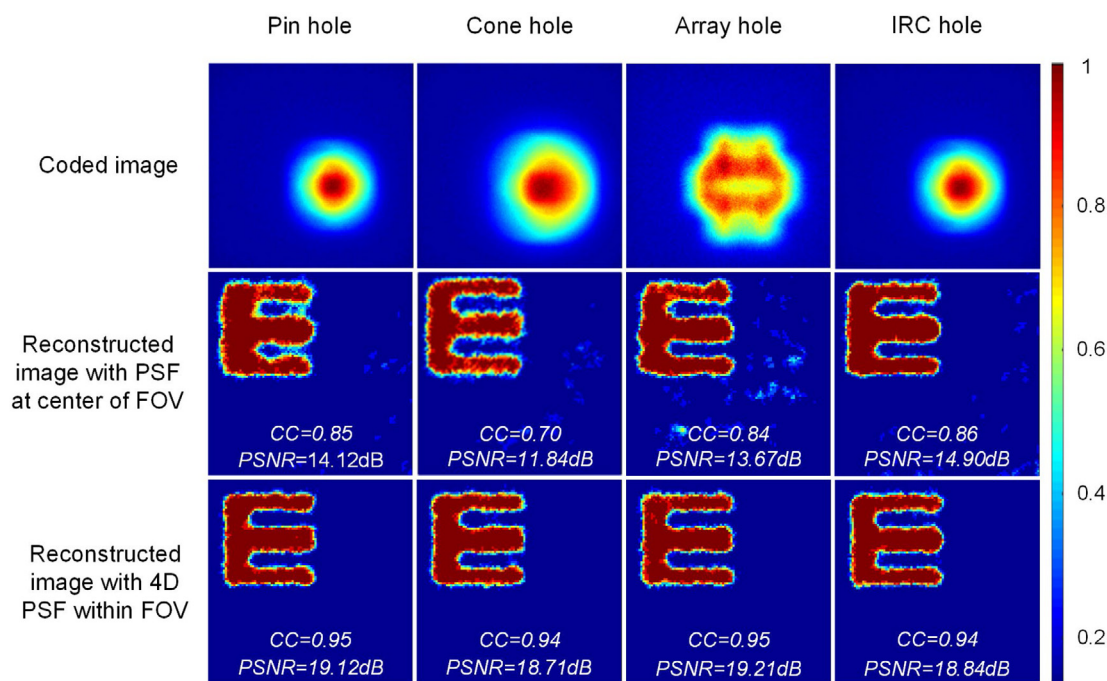 Pin hole Cone hole Array hole IRC hole
1
Coded image
0.8
Reconstructed
image with PSF
at center of FOV
0.6
CC=0.85 CC=0.70 CC=0.84 CC=0.86
PSNR=14.12dB PSNR=11.84dB PSNR=13.67dB PSNR=14.90dB
0.4
Reconstructed
image with 4D
PSF within FOV
0.2
CC=0.95 CC=0.94 CC=0.95 CC=0.94
PSNR=19.12dB PSNR=18.71dB PSNR=19.21dB PSNR=18.84dB